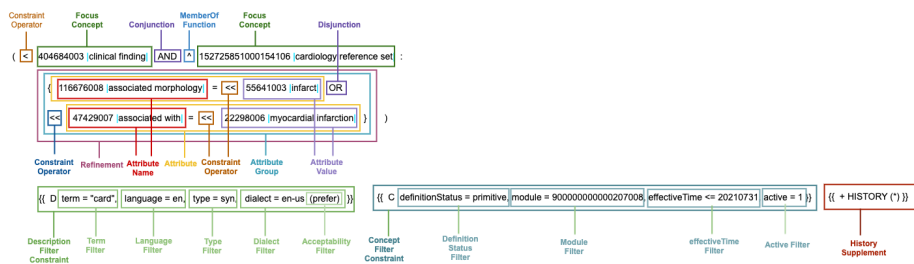 Constraint Operator
Focus Concept
Conjunction
MemberOf Function
Focus Concept
Disjunction
( < 404684003 |clinical finding| AND ^ 152725851000154106 |cardiology reference set| :
{ 116676008 |associated morphology| = << 55641003 |infarct| OR
<< 47429007 |associated with| = << 22298006 |myocardial infarction| } )
Constraint Operator
Refinement
Attribute Name
Attribute
Constraint Operator
Attribute Group
Attribute Value
{{ D term = "card", language = en, type = syn, dialect = en-us (prefer) }}
{{ C definitionStatus = primitive, module = 900000000000207008, effectiveTime <= 20210731 active = 1 }}
{{ + HISTORY (*) }}
Description Filter Constraint
Term Filter
Language Filter
Type Filter
Dialect Filter
Acceptability Filter
Concept Filter Constraint
Definition Status Filter
Module Filter
effectiveTime Filter
Active Filter
History Supplement